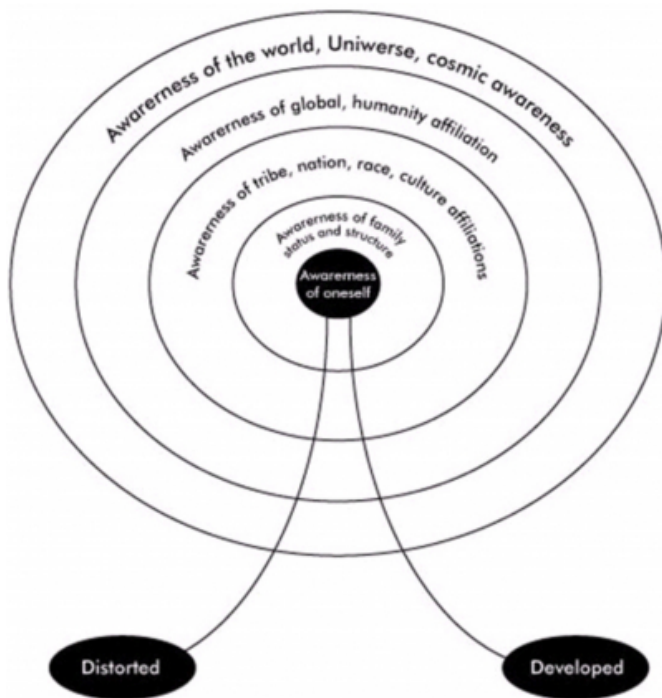 Awarerness of the world, Uniwerse, cosmic awareness
Awarerness of global, humanity affiliation
Awarerness of tribe, nation, race, culture affiliations
Awarerness of family
status and structure
Awarerness
of oneself
Distorted
Developed